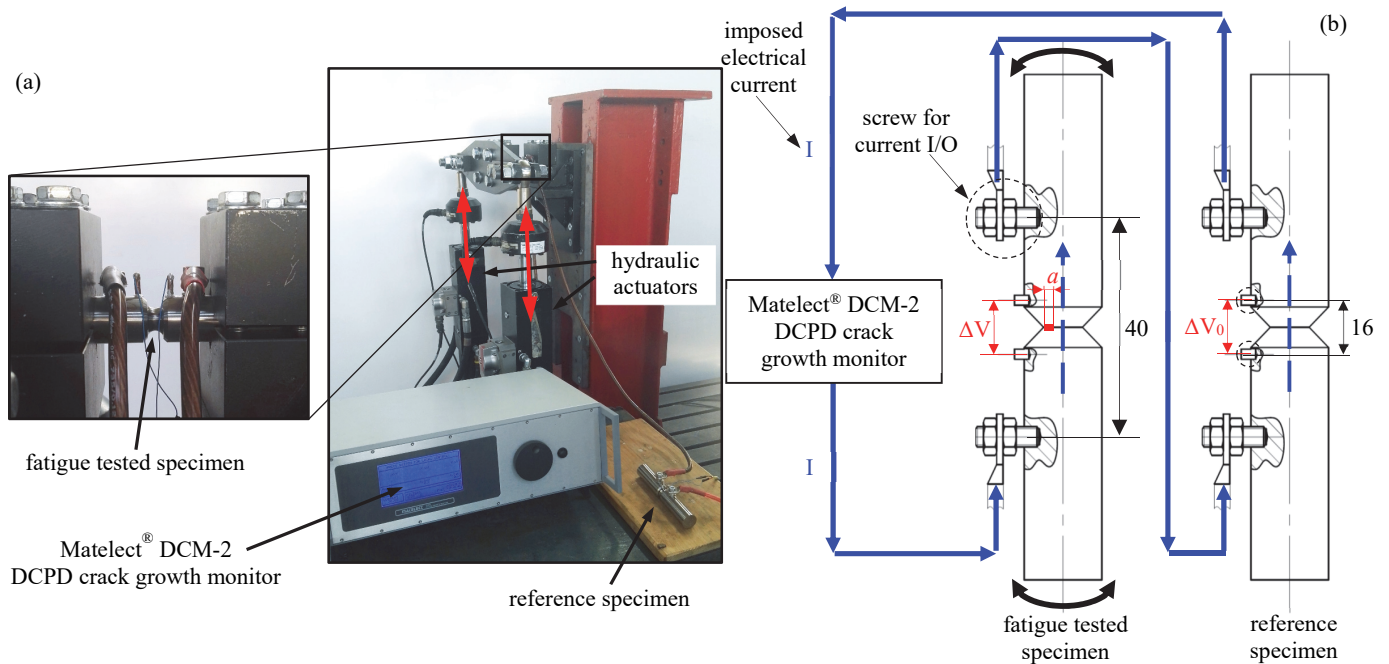 (a)
hydraulic
actuators
fatigue tested specimen
Matelect® DCM-2
DCPD crack growth monitor
reference specimen
(b)
imposed
electrical
current
I
screw for
current I/O
Matelect® DCM-2
DCPD crack
growth monitor
I
a
ΔV
40
ΔV₀
16
fatigue tested
specimen
reference
specimen